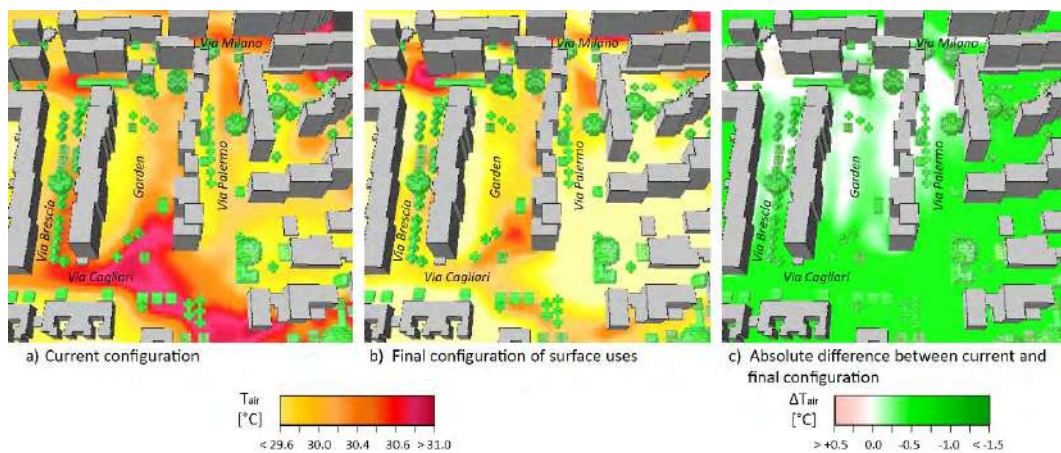 Via Milano
Garden
Via Palermo
Via Brescia
Via Cagliari
Via Milano
Garden
Via Palermo
Via Brescia
Via Cagliari
Via Milano
Garden
Via Palermo
Via Brescia
Via Cagliari
a) Current configuration
b) Final configuration of surface uses
c) Absolute difference between current and
final configuration
Tair
[°C]
< 29.6 30.0 30.4 30.6 > 31.0
ΔTair
[°C]
> +0.5 0.0 -0.5 -1.0 < -1.5